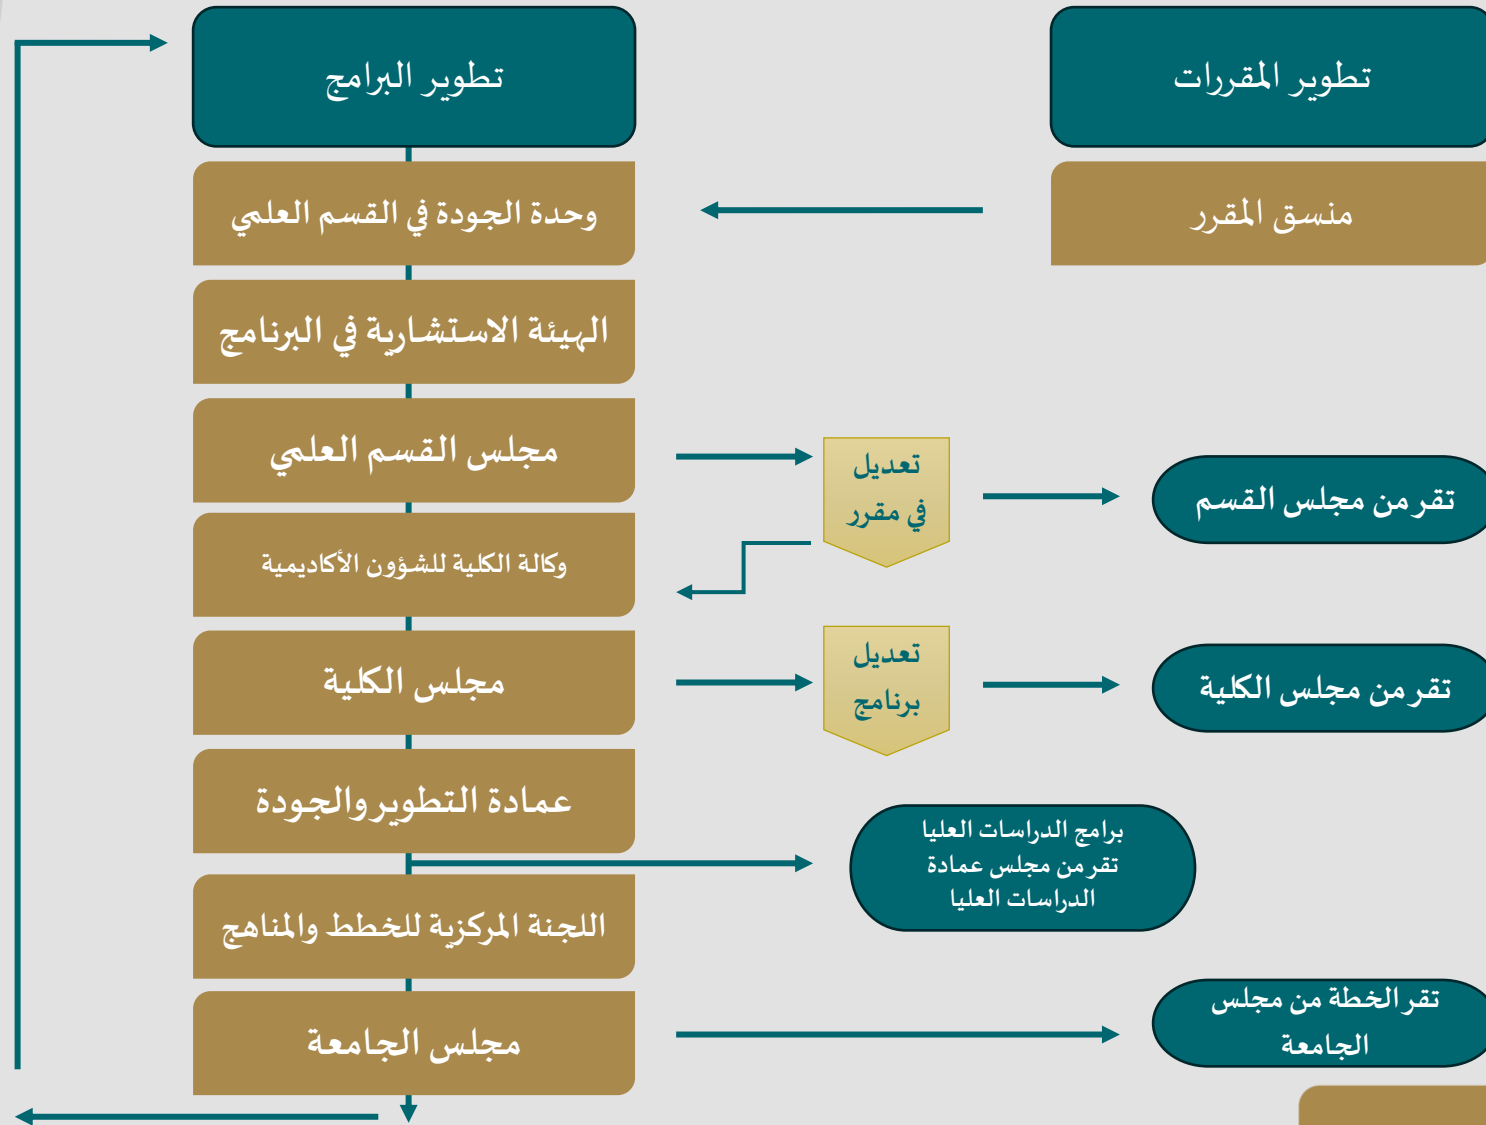 تطوير المقررات
تطوير البرامج
منسق المقرر
وحدة الجودة في القسم العلمي
الهيئة الاستشارية في البرنامج
مجلس القسم العلمي
تعديل
في مقرر
تقر من مجلس القسم
وكالة الكلية للشؤون الأكاديمية
مجلس الكلية
تعديل
برنامج
تقر من مجلس الكلية
عمادة التطوير والجودة
برامج الدراسات العليا
تقر من مجلس عمادة
الدراسات العليا
اللجنة المركزية للخطط والمناهج
مجلس الجامعة
تقر الخطة من مجلس
الجامعة